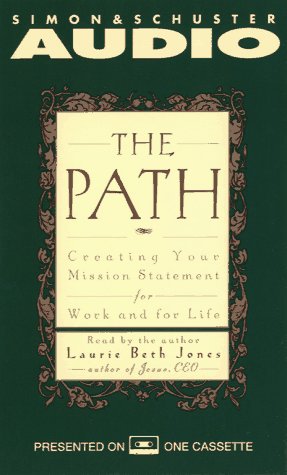 SIMON & SCHUSTER
AUDIO
THE
PATH
Creating Your
Mission Statement
for
Work and for Life
Read by the author
Laurie Beth Jones
author of Jesus, CEO
PRESENTED ON ONE CASSETTE